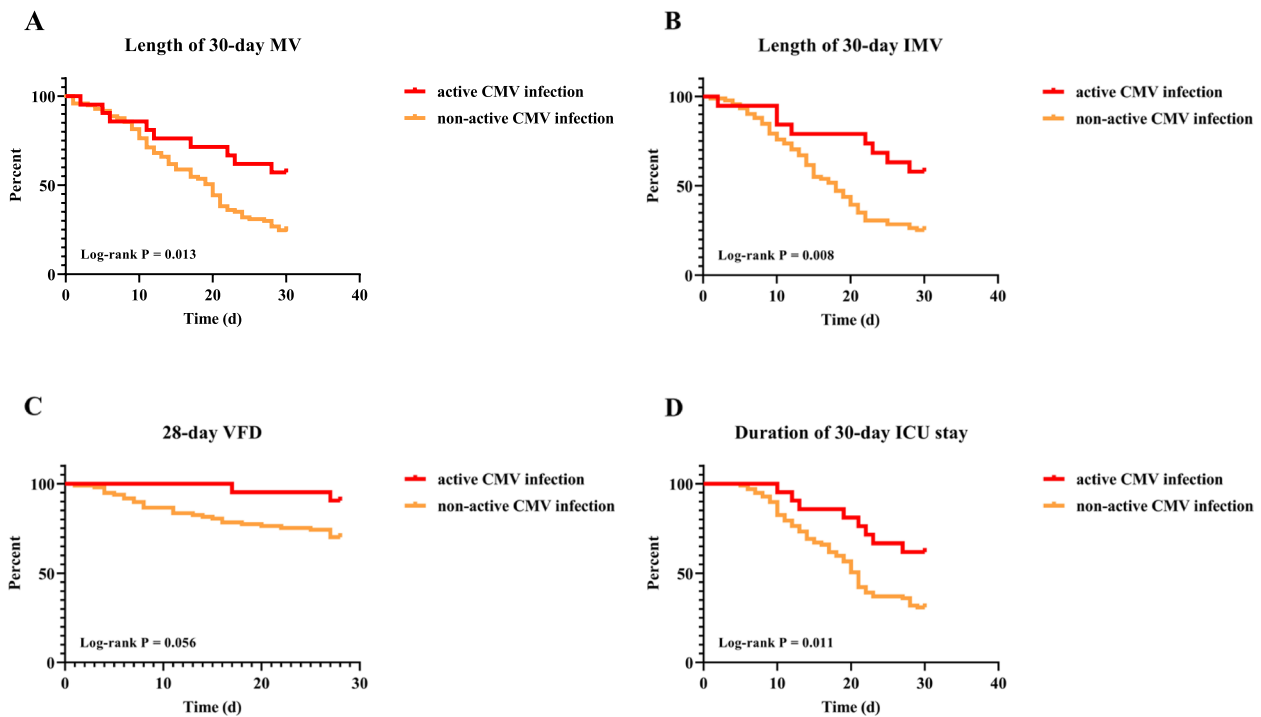 A
Length of 30-day MV
100
50
0
Percent
0 10 20 30 40
Time (d)
Log-rank P = 0.013
active CMV infection
non-active CMV infection
B
Length of 30-day IMV
100
50
0
Percent
0 10 20 30 40
Time (d)
Log-rank P = 0.008
active CMV infection
non-active CMV infection
C
28-day VFD
100
50
0
Percent
0 10 20 30
Time (d)
Log-rank P = 0.056
active CMV infection
non-active CMV infection
D
Duration of 30-day ICU stay
100
50
0
Percent
0 10 20 30 40
Time (d)
Log-rank P = 0.011
active CMV infection
non-active CMV infection